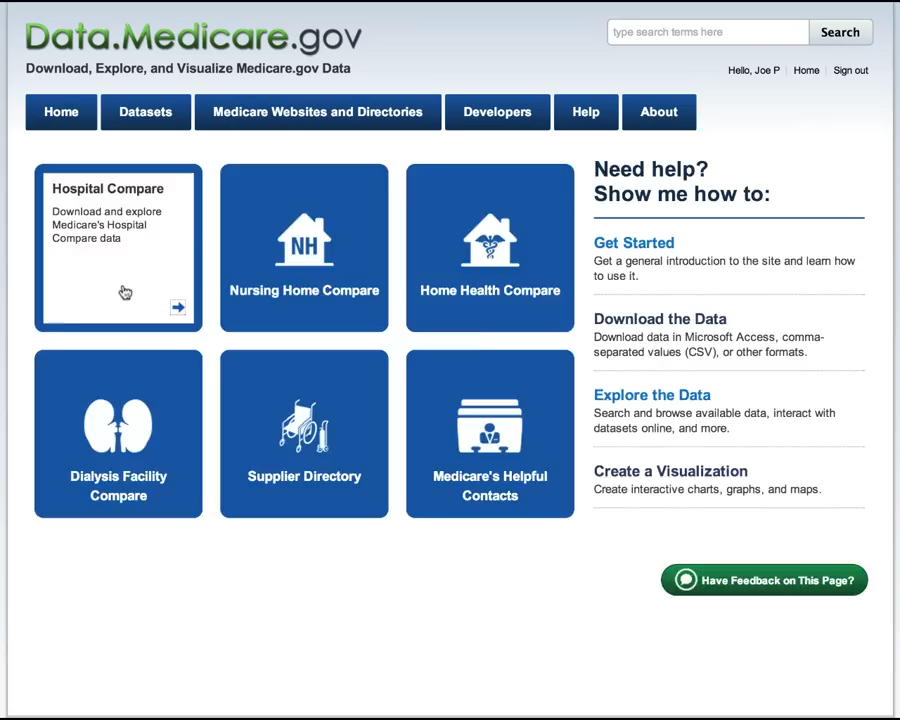 Data.Medicare.gov
Download, Explore, and Visualize Medicare.gov Data
type search terms here
Search
Hello, Joe P
Home
Sign out
Home
Datasets
Medicare Websites and Directories
Developers
Help
About
Hospital Compare
Download and explore
Medicare's Hospital
Compare data
NH
Nursing Home Compare
Home Health Compare
Dialysis Facility
Compare
Supplier Directory
Medicare's Helpful
Contacts
Need help?
Show me how to:
Get Started
Get a general introduction to the site and learn how
to use it.
Download the Data
Download data in Microsoft Access, comma-
separated values (CSV), or other formats.
Explore the Data
Search and browse available data, interact with
datasets online, and more.
Create a Visualization
Create interactive charts, graphs, and maps.
Have Feedback on This Page?